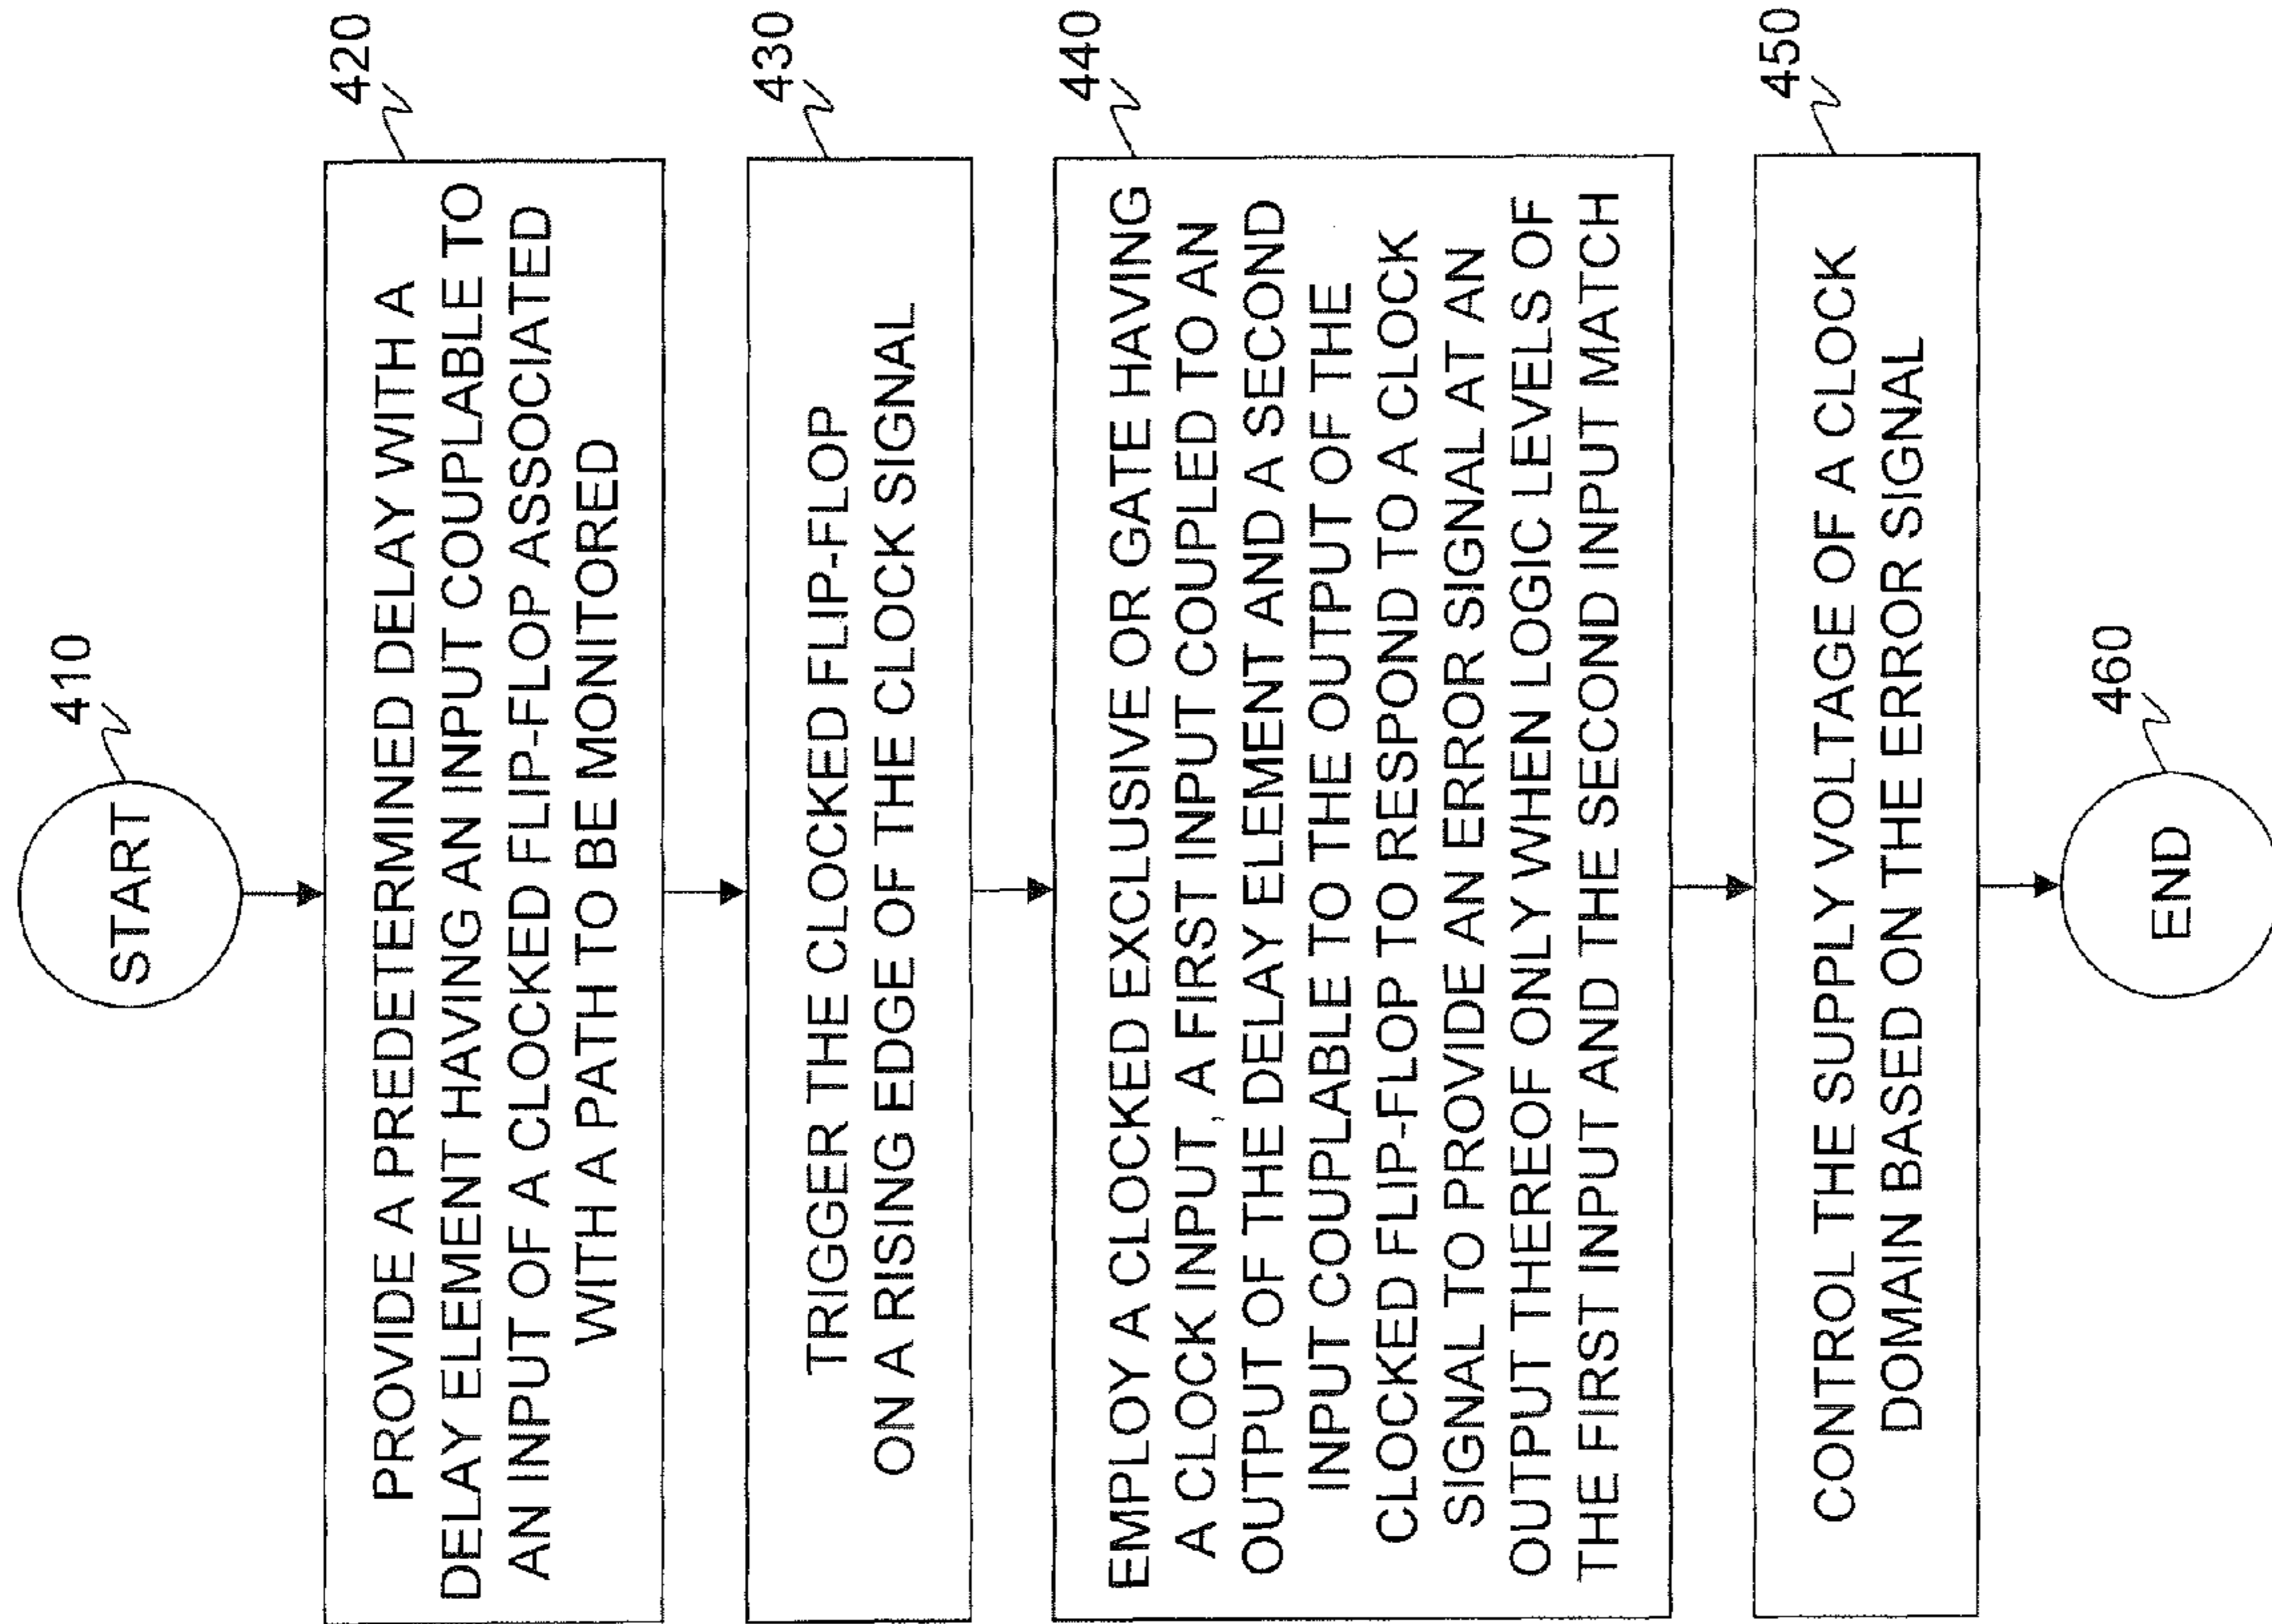 START
410
PROVIDE A PREDETERMINED DELAY WITH A
DELAY ELEMENT HAVING AN INPUT COUPLABLE TO
AN INPUT OF A CLOCKED FLIP-FLOP ASSOCIATED
WITH A PATH TO BE MONITORED
420
TRIGGER THE CLOCKED FLIP-FLOP
ON A RISING EDGE OF THE CLOCK SIGNAL
430
EMPLOY A CLOCKED EXCLUSIVE OR GATE HAVING
A CLOCK INPUT, A FIRST INPUT COUPLED TO AN
OUTPUT OF THE DELAY ELEMENT AND A SECOND
INPUT COUPLABLE TO THE OUTPUT OF THE
CLOCKED FLIP-FLOP TO RESPOND TO A CLOCK
SIGNAL TO PROVIDE AN ERROR SIGNAL AT AN
OUTPUT THEREOF ONLY WHEN LOGIC LEVELS OF
THE FIRST INPUT AND THE SECOND INPUT MATCH
440
CONTROL THE SUPPLY VOLTAGE OF A CLOCK
DOMAIN BASED ON THE ERROR SIGNAL
450
END
460